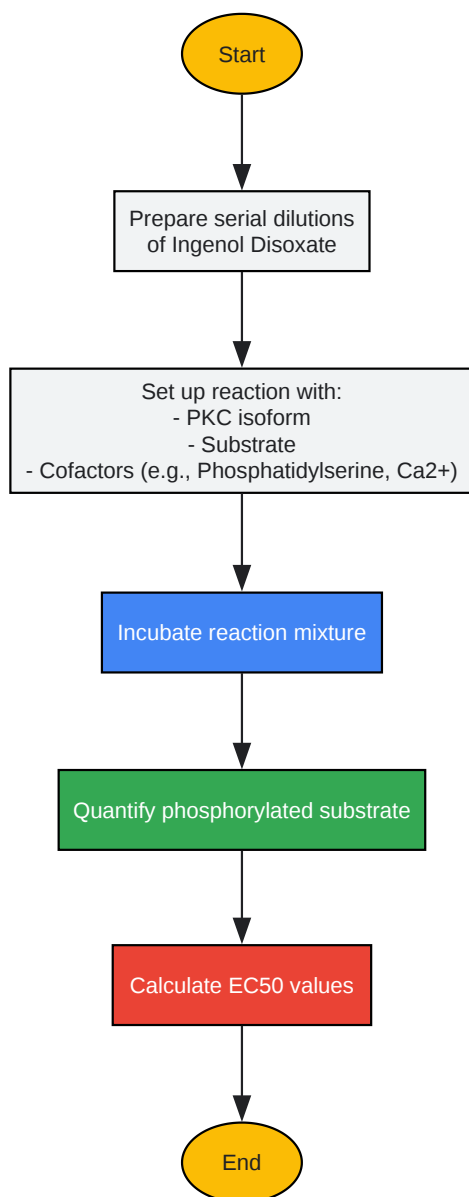 Start
Prepare serial dilutions
of Ingenol Disoxate
Set up reaction with:
- PKC isoform
- Substrate
- Cofactors (e.g., Phosphatidylserine, Ca2+)
Incubate reaction mixture
Quantify phosphorylated substrate
Calculate EC50 values
End